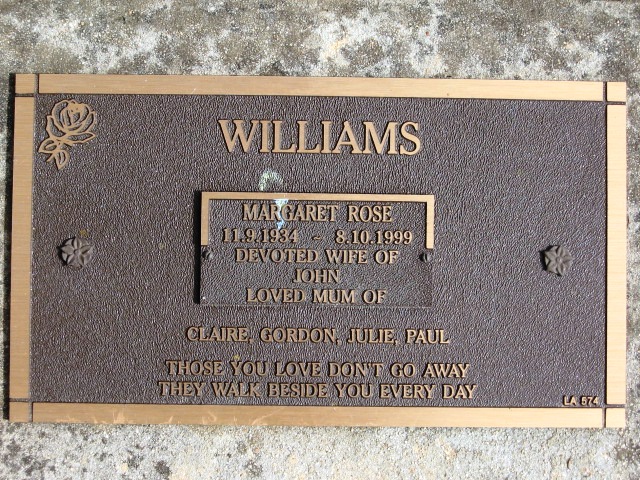 WILLIAMS
MARGARET ROSE
11.9.1934 ~ 8.10.1999
DEVOTED WIFE OF
JOHN
LOVED MUM OF
CLAIRE, GORDON, JULIE, PAUL
THOSE YOU LOVE DON'T GO AWAY
THEY WALK BESIDE YOU EVERY DAY
LA 574